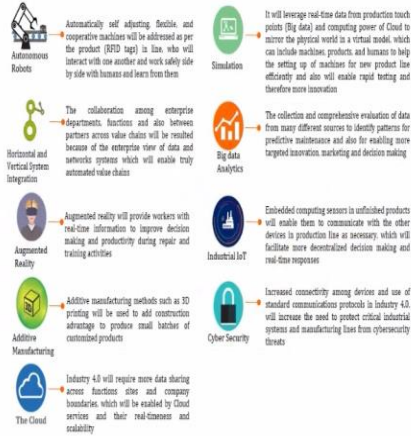 Autonomous
Robots
Automatically self adjusting, flexible, and
cooperative machines will be addressed as per
the product (RFID tags) in line, who will
interact with one another and work safely side
by side with humans and learn from them
Horizontal and
Vertical System
Integration
The collaboration among enterprise
departments, functions and also between
partners across value chains will be resulted
because of the enterprise view of data and
networks systems which will enable truly
automated value chains
Augmented
Reality
Augmented reality will provide workers with
real-time information to improve decision
making and productivity during repair and
training activities
Additive
Manufacturing
Additive manufacturing methods such as 3D
printing will be used to add construction
advantage to produce small batches of
customized products
The Cloud
Industry 4.0 will require more data sharing
across functions sites and company
boundaries, which will be enabled by Cloud
services and their real-timeness and
scalability
Simulation
It will leverage real-time data from production touch
points (Big data) and computing power of Cloud to
mirror the physical world in a virtual model, which
can include machines, products, and humans to help
the setting up of machines for new product line
efficiently and also will enable rapid testing and
therefore more innovation
Big data
Analytics
The collection and comprehensive evaluation of data
from many different sources to identify patterns for
predictive maintenance and also for enabling more
targeted innovation, marketing and decision making
Industrial IoT
Embedded computing sensors in unfinished products
will enable them to communicate with the other
devices in production line as necessary, which will
facilitate more decentralized decision making and
real-time responses
Cyber Security
Increased connectivity among devices and use of
standard communications protocols in industry 4.0,
will increase the need to protect critical industrial
systems and manufacturing lines from cybersecurity
threats